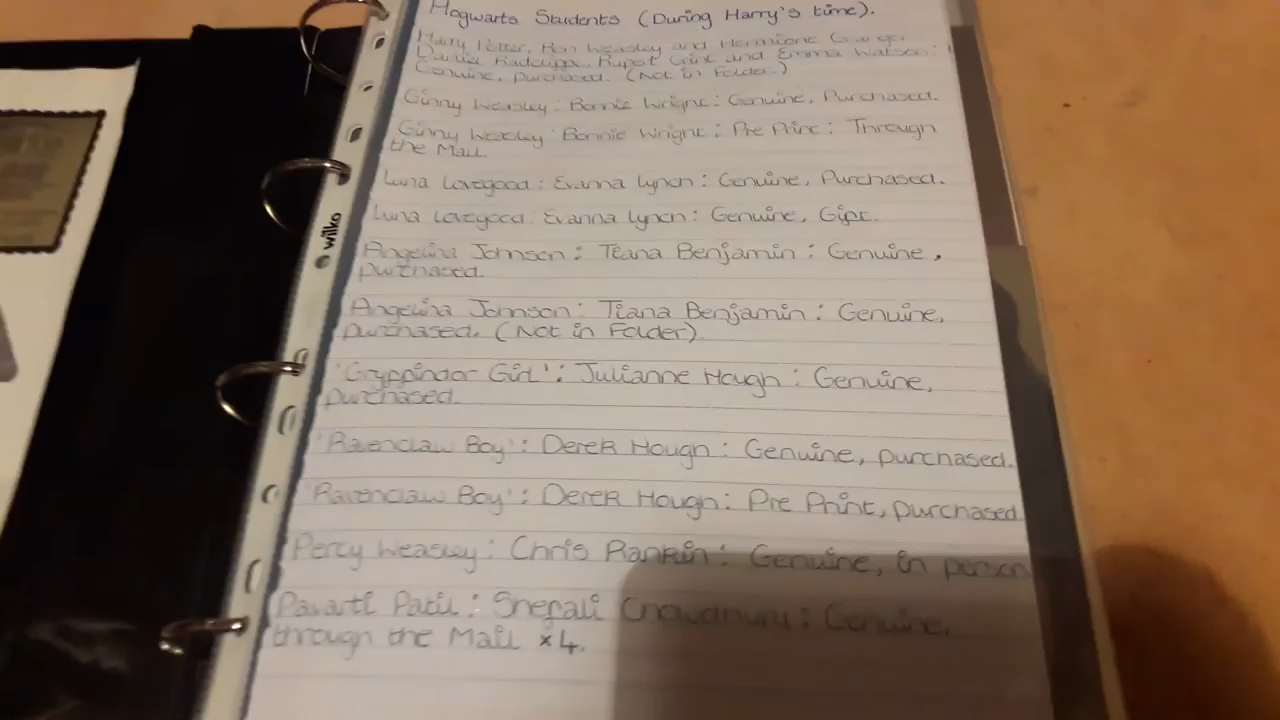 Hogwarts Students (During Harry's time).
Harry Potter, Ron Weasley and Hermione Granger
Daniel Radcliffe, Rupert Grint and Emma Watson:
Genuine, purchased. (Not in Folder.)
Ginny Weasley: Bonnie Wright: Genuine, Purchased.
Ginny Weasley: Bonnie Wright: Pre Print: Through
the Mail
Luna Lovegood: Evanna Lynch: Genuine, Purchased.
Luna Lovegood: Evanna Lynch: Genuine, Gift.
wilko
Angelina Johnson: Tiana Benjamin: Genuine,
purchased.
Angelina Johnson: Tiana Benjamin: Genuine,
purchased. (Not in Folder)
'Gryffindor Girl': Julianne Hough: Genuine,
purchased.
'Ravenclaw Boy': Derek Hough: Genuine, purchased.
'Ravenclaw Boy': Derek Hough: Pre Print, purchased
Percy Weasley: Chris Rankin: Genuine, in person
Pavarti Patil: Shefali Chowdhury: Genuine,
through the Mail x4.